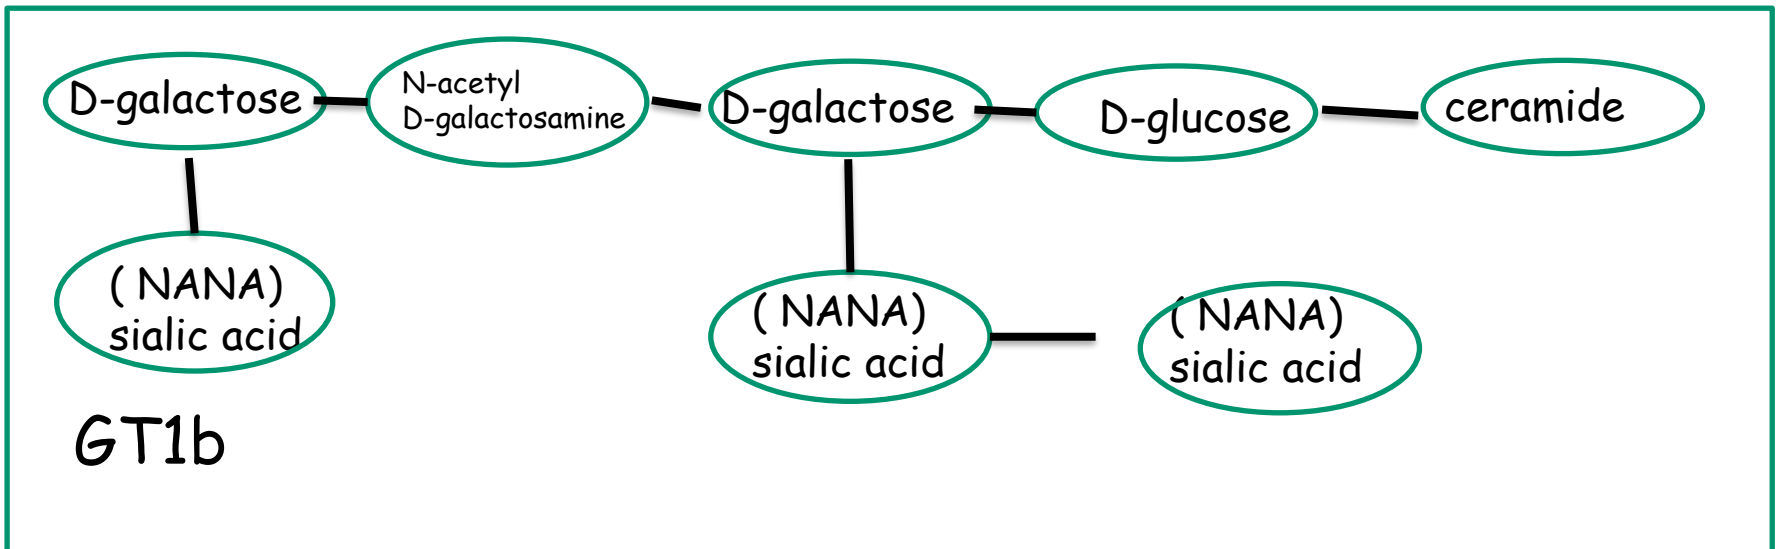 D-galactose
N-acetyl
D-galactosamine
D-galactose
D-glucose
ceramide
( NANA)
sialic acid
( NANA)
sialic acid
( NANA)
sialic acid
GT1b